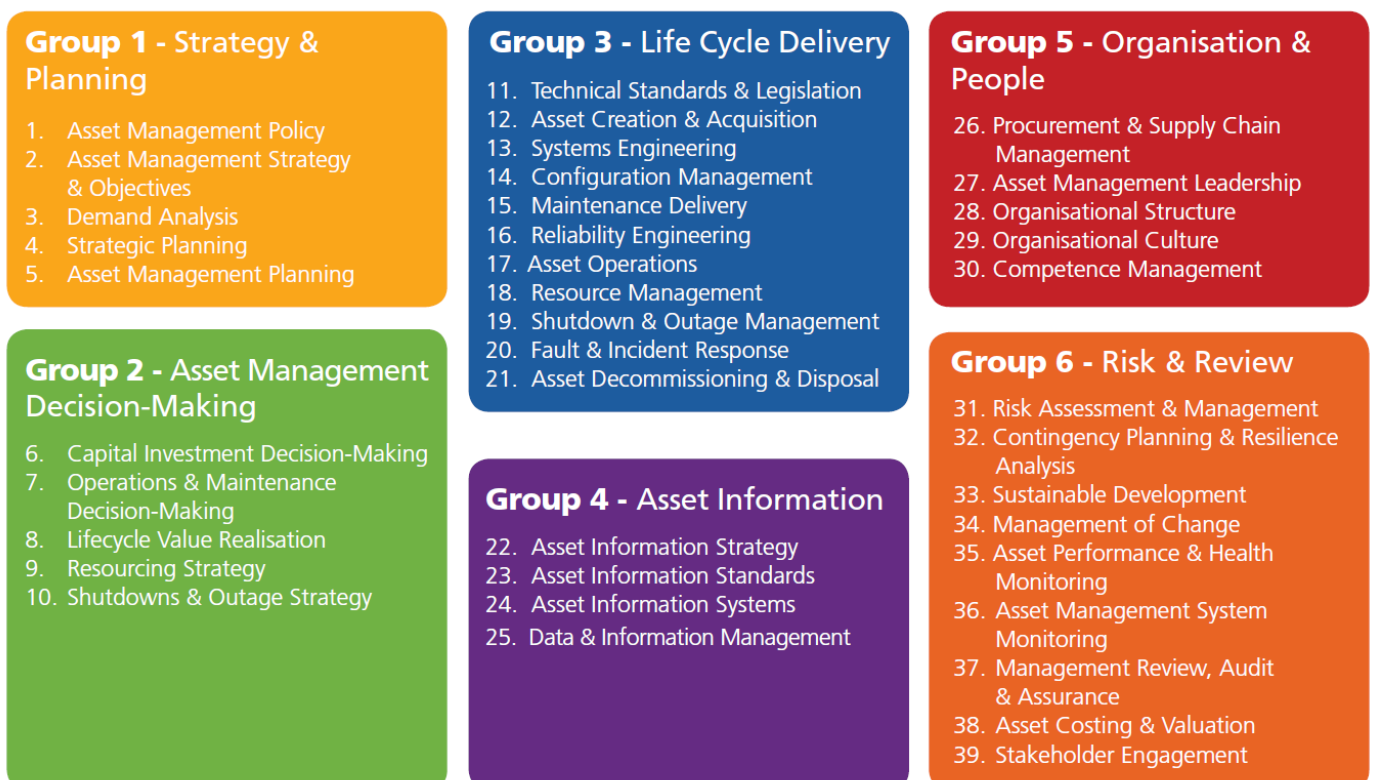 Group 1 - Strategy &
Planning
1. Asset Management Policy
2. Asset Management Strategy
& Objectives
3. Demand Analysis
4. Strategic Planning
5. Asset Management Planning
Group 2 - Asset Management
Decision-Making
6. Capital Investment Decision-Making
7. Operations & Maintenance
Decision-Making
8. Lifecycle Value Realisation
9. Resourcing Strategy
10. Shutdowns & Outage Strategy
Group 3 - Life Cycle Delivery
11. Technical Standards & Legislation
12. Asset Creation & Acquisition
13. Systems Engineering
14. Configuration Management
15. Maintenance Delivery
16. Reliability Engineering
17. Asset Operations
18. Resource Management
19. Shutdown & Outage Management
20. Fault & Incident Response
21. Asset Decommissioning & Disposal
Group 4 - Asset Information
22. Asset Information Strategy
23. Asset Information Standards
24. Asset Information Systems
25. Data & Information Management
Group 5 - Organisation &
People
26. Procurement & Supply Chain
Management
27. Asset Management Leadership
28. Organisational Structure
29. Organisational Culture
30. Competence Management
Group 6 - Risk & Review
31. Risk Assessment & Management
32. Contingency Planning & Resilience
Analysis
33. Sustainable Development
34. Management of Change
35. Asset Performance & Health
Monitoring
36. Asset Management System
Monitoring
37. Management Review, Audit
& Assurance
38. Asset Costing & Valuation
39. Stakeholder Engagement